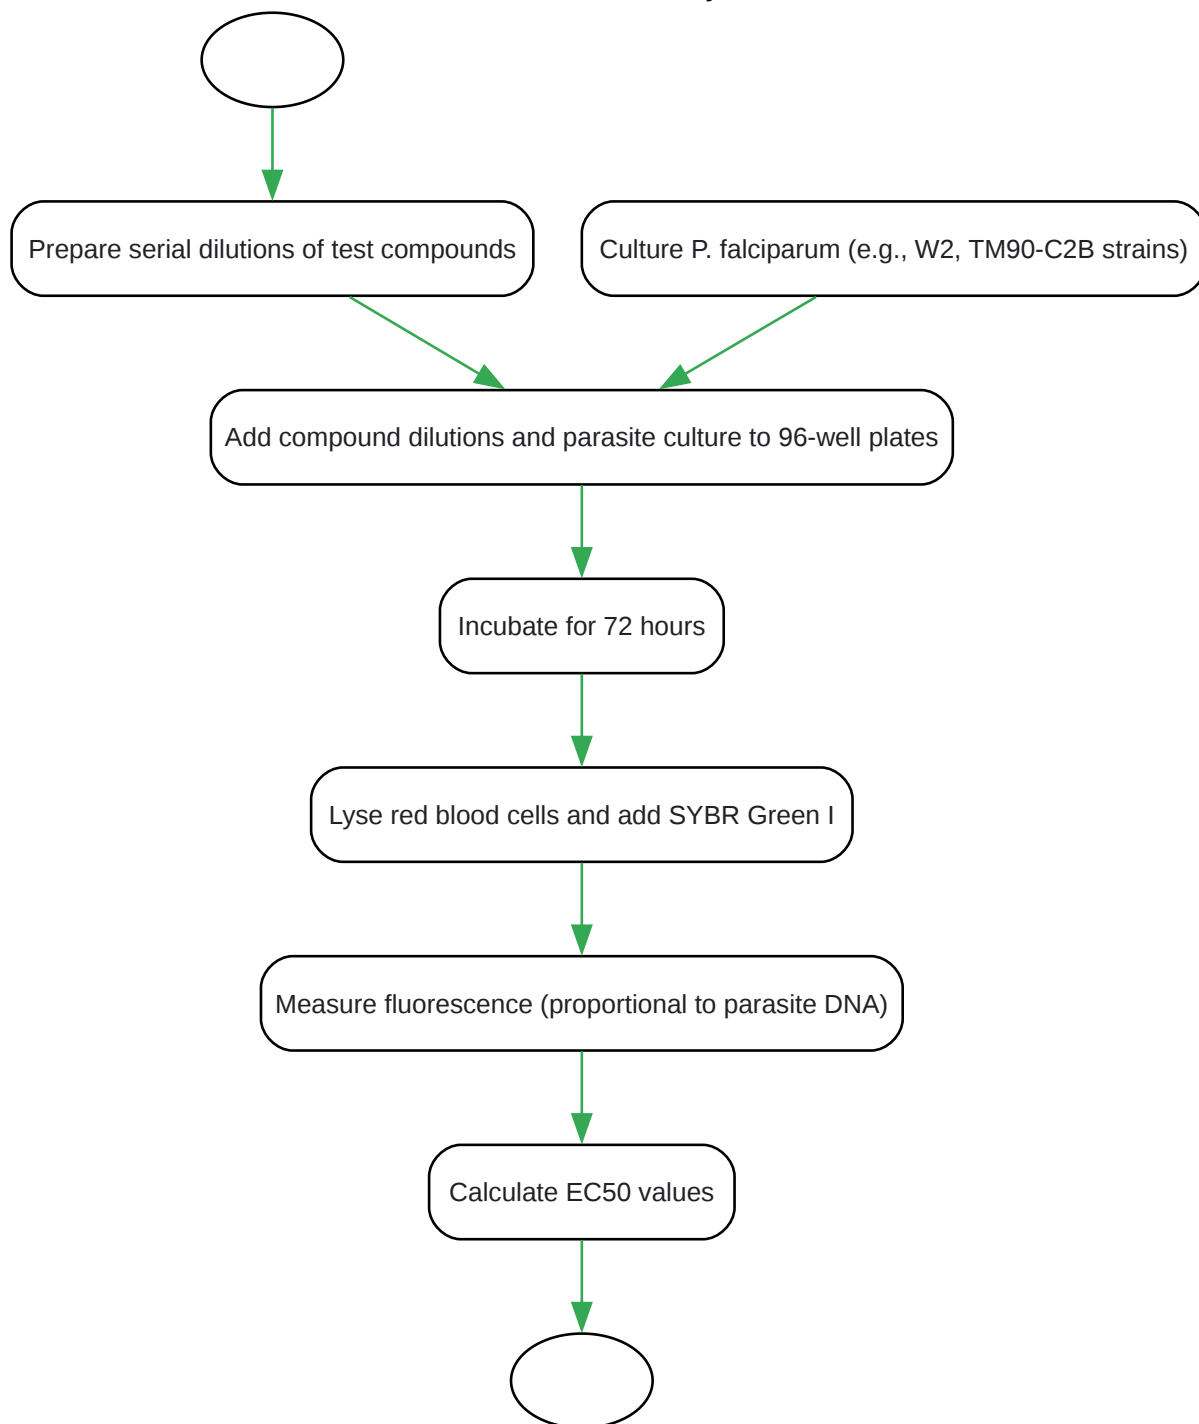 Prepare serial dilutions of test compounds
Culture P. falciparum (e.g., W2, TM90-C2B strains)
Add compound dilutions and parasite culture to 96-well plates
Incubate for 72 hours
Lyse red blood cells and add SYBR Green I
Measure fluorescence (proportional to parasite DNA)
Calculate EC50 values